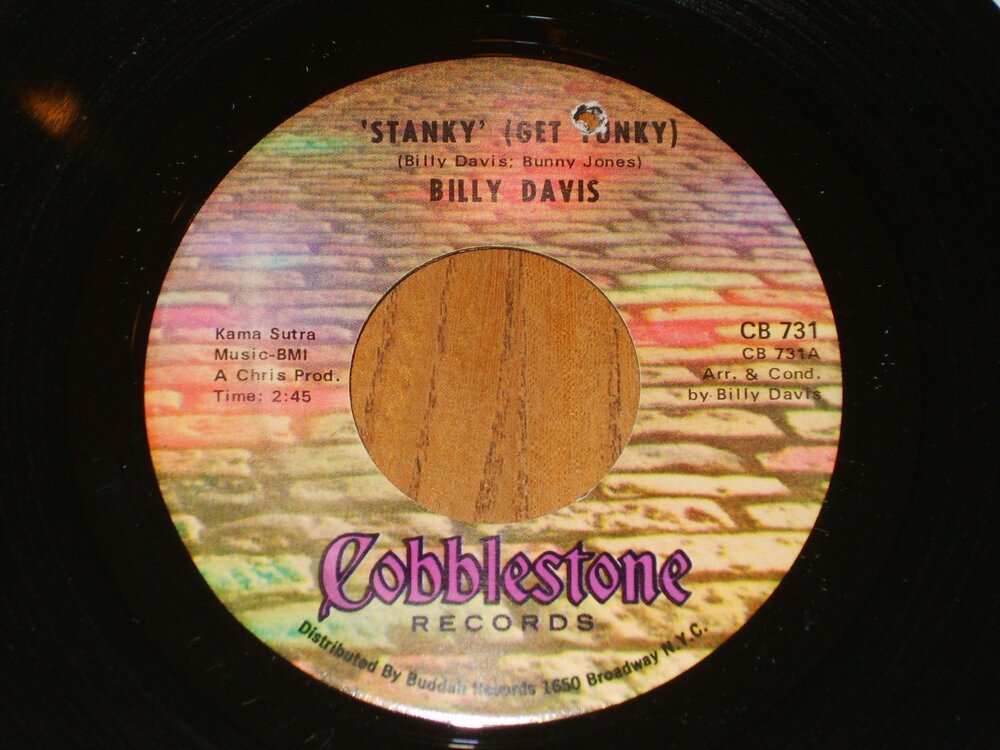 'STANKY' (GET FUNKY)
(Billy Davis; Bunny Jones)
BILLY DAVIS
Kama Sutra
Music-BMI
A Chris Prod.
Time: 2:45
CB 731
CB 731A
Arr. & Cond.
by Billy Davis
Cobblestone
RECORDS
Distributed By Buddah Records 1650 Broadway N.Y.C.